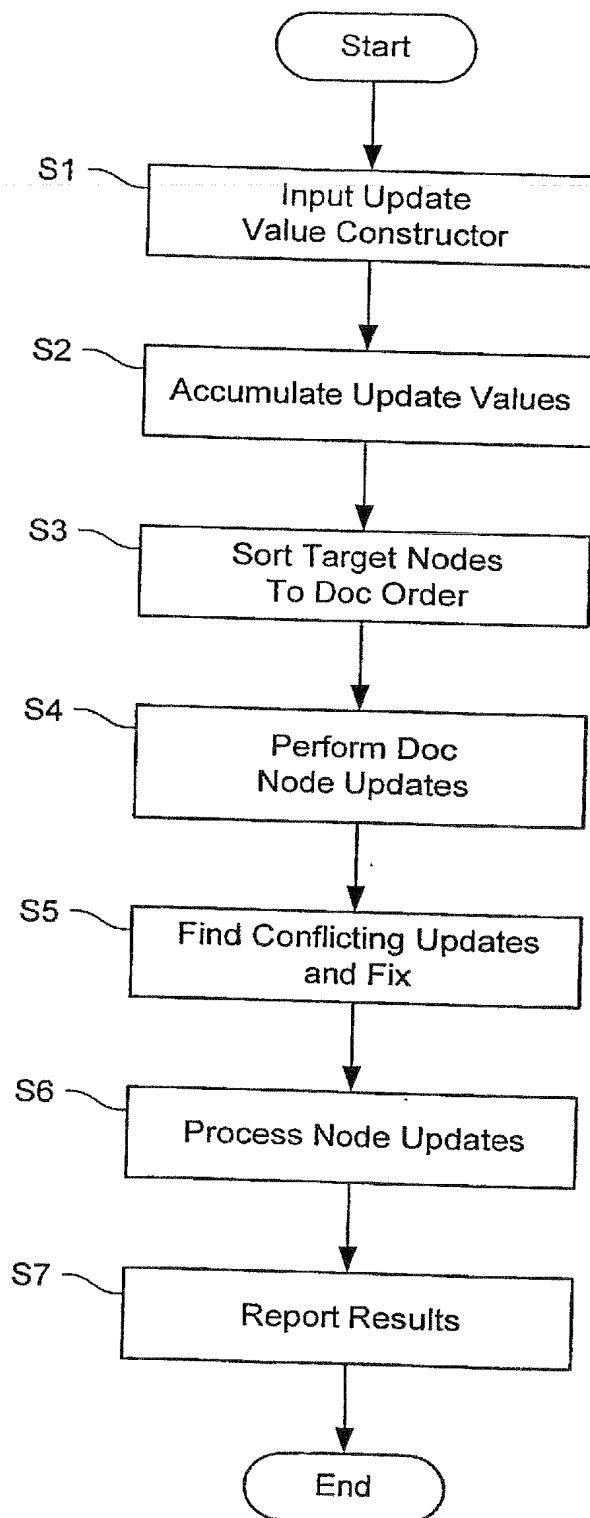 Start
S1
Input Update
Value Constructor
S2
Accumulate Update Values
S3
Sort Target Nodes
To Doc Order
S4
Perform Doc
Node Updates
S5
Find Conflicting Updates
and Fix
S6
Process Node Updates
S7
Report Results
End